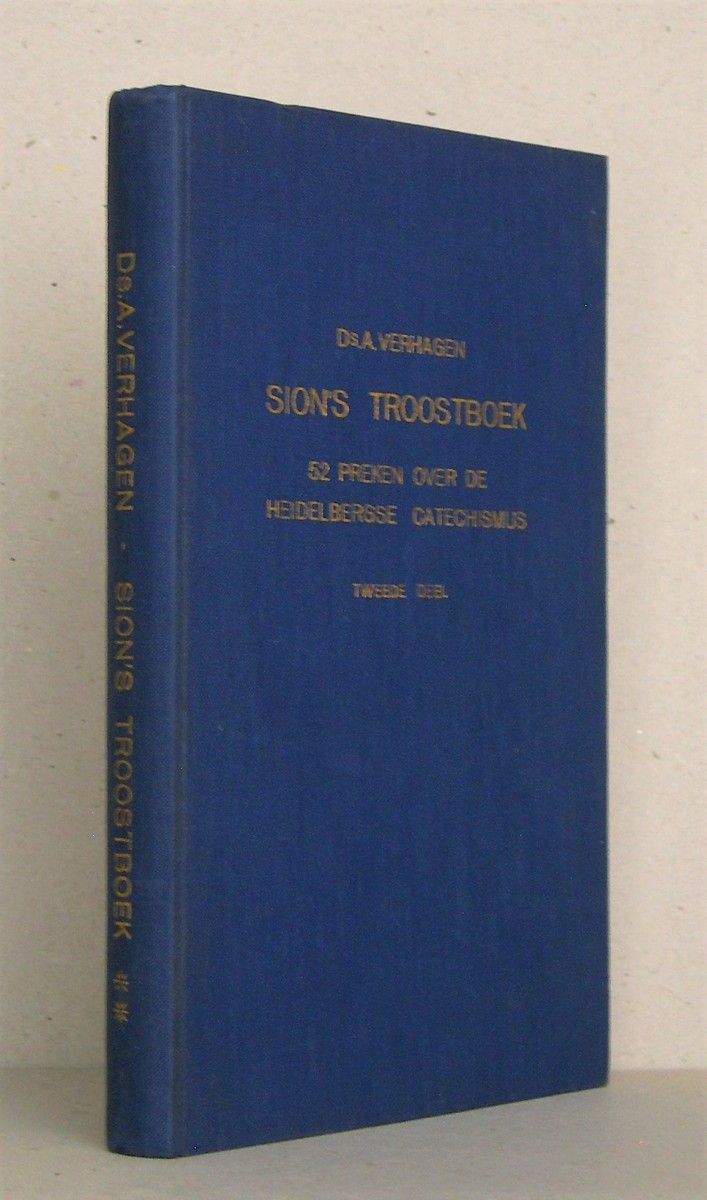 Ds. A. VERHAGEN · SION'S TROOSTBOEK **
Ds. A. VERHAGEN
SION'S TROOSTBOEK
52 PREKEN OVER DE
HEIDELBERGSE CATECHISMUS
TWEEDE DEEL